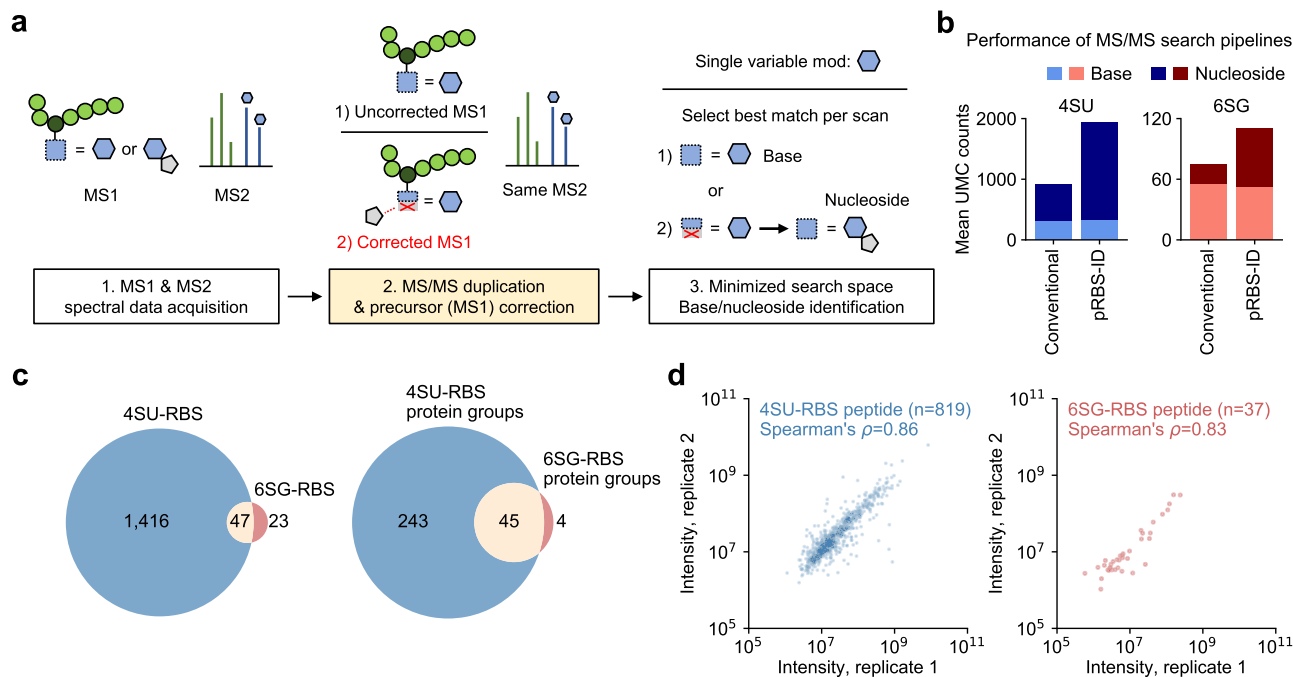 a
= or
MS1
MS2
=
1) Uncorrected MS1
=
2) Corrected MS1
Same MS2
Single variable mod:
Select best match per scan
1) = Base
or
Nucleoside
2) = =
1. MS1 & MS2
spectral data acquisition
2. MS/MS duplication
& precursor (MS1) correction
3. Minimized search space
Base/nucleoside identification
b
Performance of MS/MS search pipelines
Base
Nucleoside
4SU
6SG
Mean UMC counts
2000
1000
0
120
60
0
Conventional
pRBS-ID
Conventional
pRBS-ID
c
4SU-RBS
6SG-RBS
1,416
47
23
4SU-RBS
protein groups
6SG-RBS
protein groups
243
45
4
d
4SU-RBS peptide (n=819)
Spearman's ρ=0.86
Intensity, replicate 2
10¹¹
10⁹
10⁷
10⁵
10⁵ 10⁷ 10⁹ 10¹¹
Intensity, replicate 1
6SG-RBS peptide (n=37)
Spearman's ρ=0.83
Intensity, replicate 2
10¹¹
10⁹
10⁷
10⁵
10⁵ 10⁷ 10⁹ 10¹¹
Intensity, replicate 1